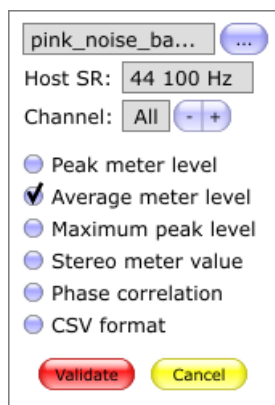 pink_noise_ba... ...
Host SR: 44 100 Hz
Channel: All - +
Peak meter level
Average meter level
Maximum peak level
Stereo meter value
Phase correlation
CSV format
Validate Cancel